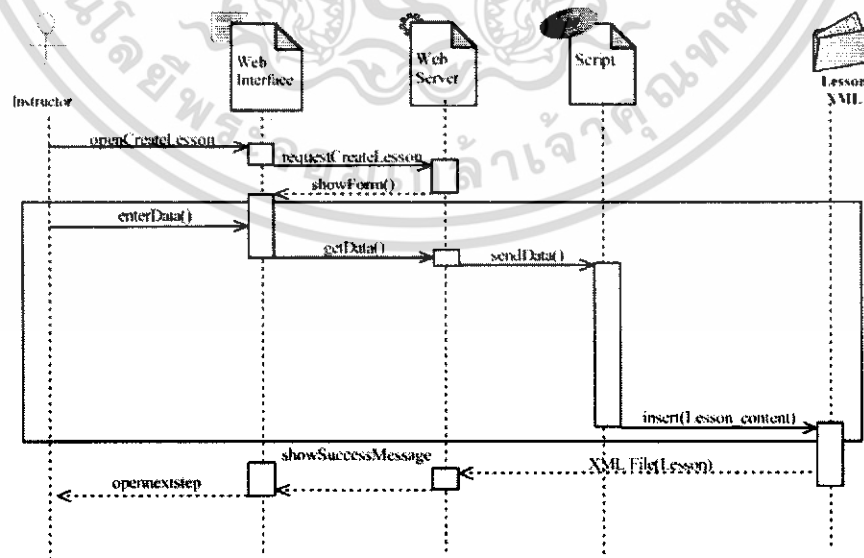 Web
Interface
Web
Server
Script
Lesson
XML
Instructor
openCreateLesson
requestCreateLesson
showForm()
enterData()
getData()
sendData()
insert(Lesson_content)
showSuccessMessage
XML File(Lesson)
opennextstep